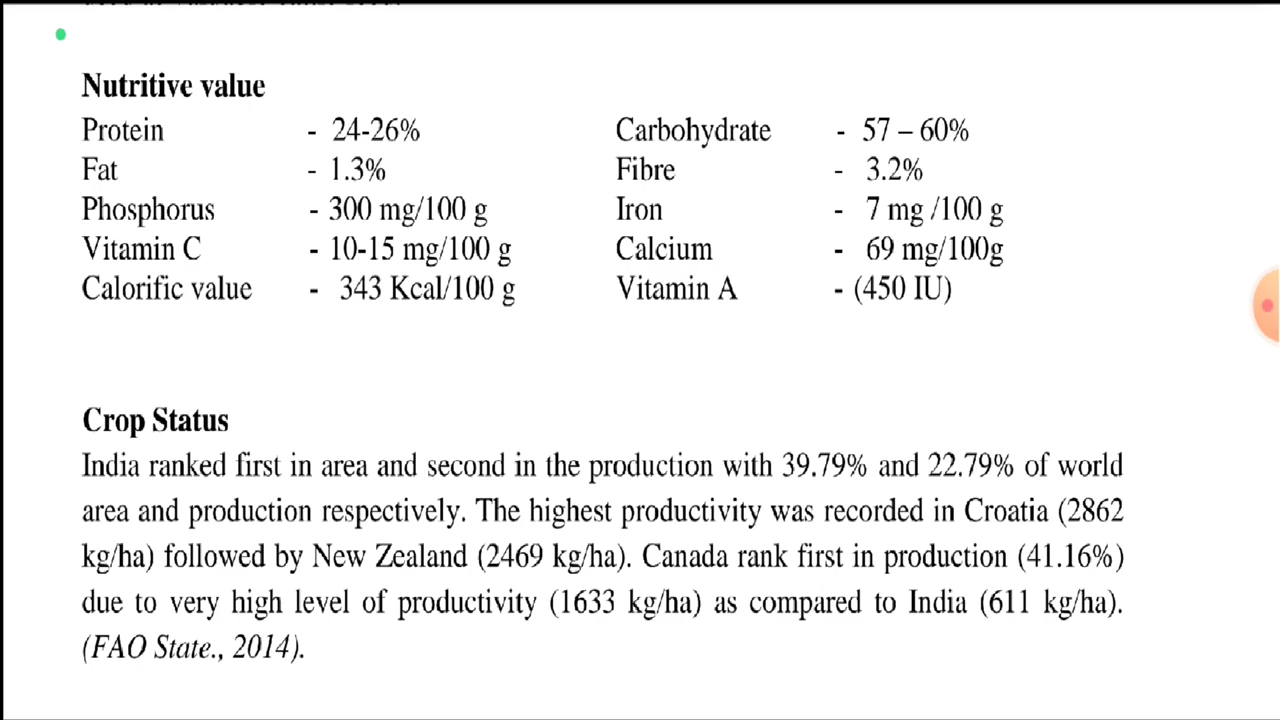 Nutritive value
Protein - 24-26% Carbohydrate - 57 – 60%
Fat - 1.3% Fibre - 3.2%
Phosphorus - 300 mg/100 g Iron - 7 mg /100 g
Vitamin C - 10-15 mg/100 g Calcium - 69 mg/100g
Calorific value - 343 Kcal/100 g Vitamin A - (450 IU)
Crop Status
India ranked first in area and second in the production with 39.79% and 22.79% of world
area and production respectively. The highest productivity was recorded in Croatia (2862
kg/ha) followed by New Zealand (2469 kg/ha). Canada rank first in production (41.16%)
due to very high level of productivity (1633 kg/ha) as compared to India (611 kg/ha).
(FAO State., 2014).